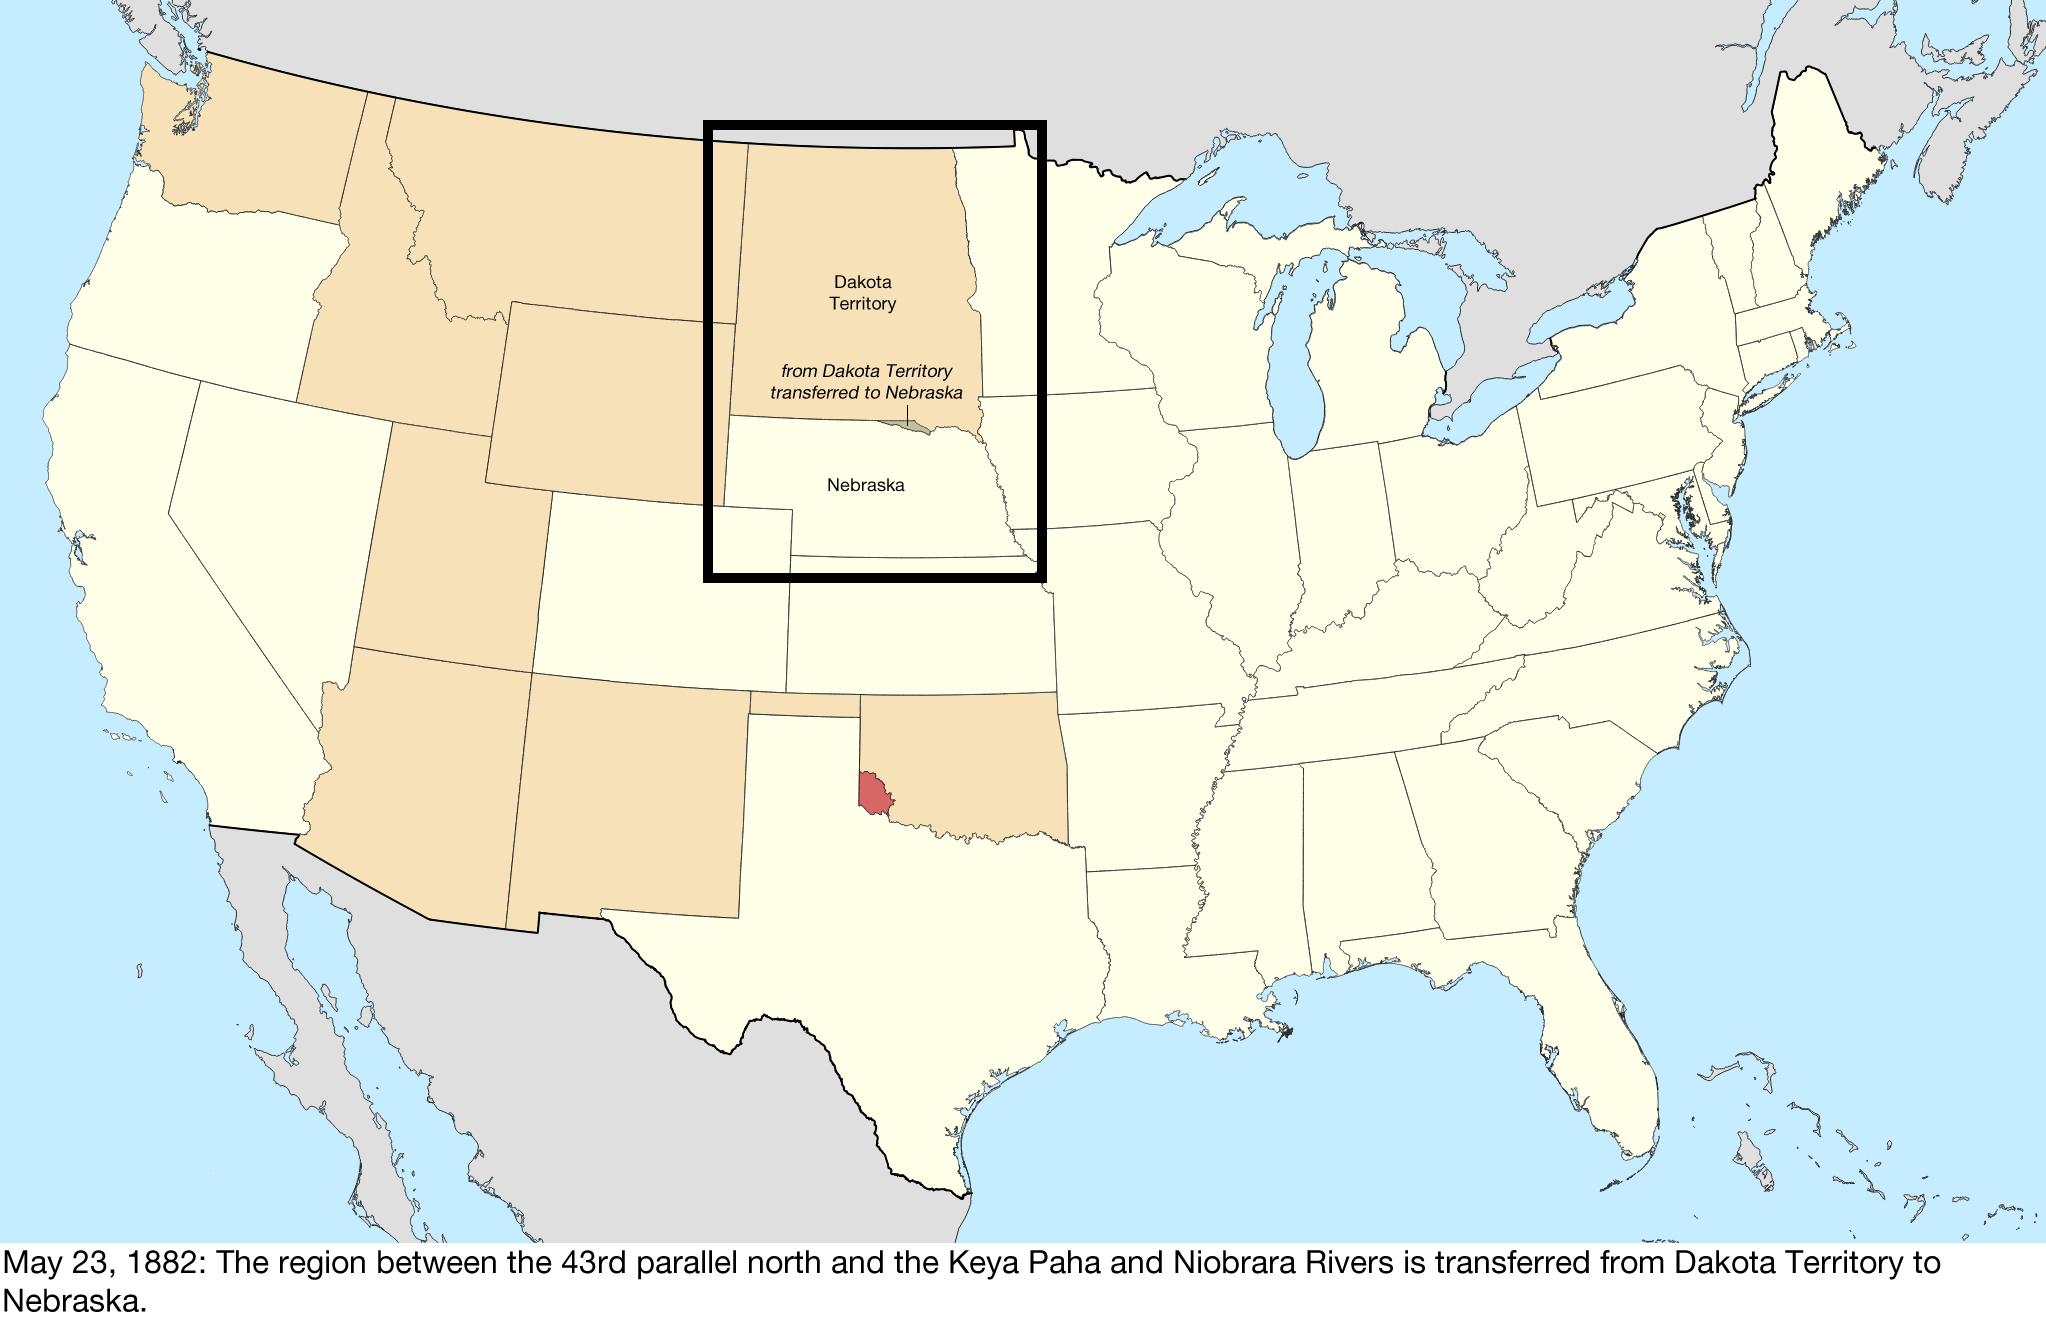 Dakota
Territory
from Dakota Territory
transferred to Nebraska
Nebraska
May 23, 1882: The region between the 43rd parallel north and the Keya Paha and Niobrara Rivers is transferred from Dakota Territory to
Nebraska.